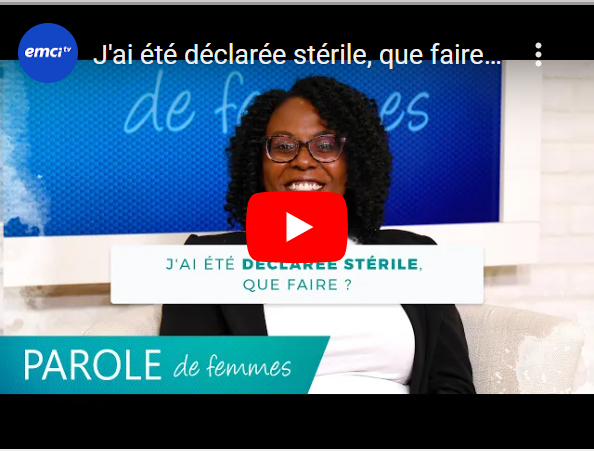 emci tv
J'ai été déclarée stérile, que faire...
de femmes
J'AI ÉTÉ DÉCLARÉE STÉRILE,
QUE FAIRE ?
PAROLE de femmes